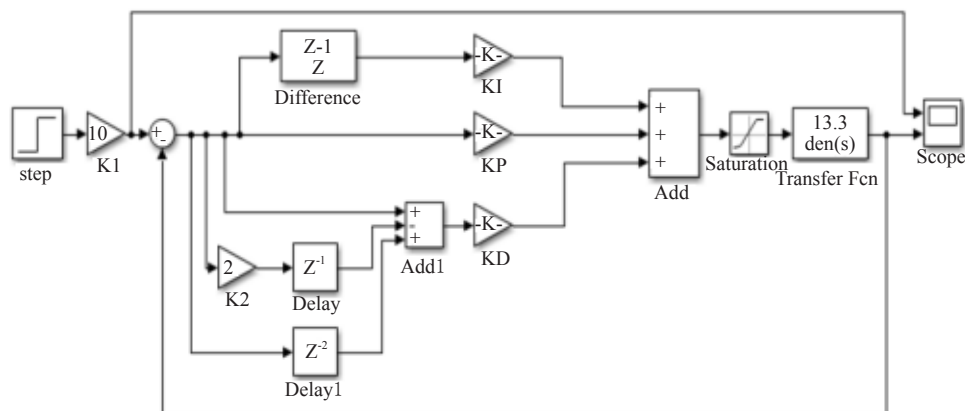 Z-1
Z
Difference
-K-
KI
step
10
K1
+
-
-K-
KP
+
+
+
Add
Saturation
13.3
den(s)
Transfer Fcn
Scope
+
-
+
Add1
-K-
KD
2
K2
Z-1
Delay
Z-2
Delay1